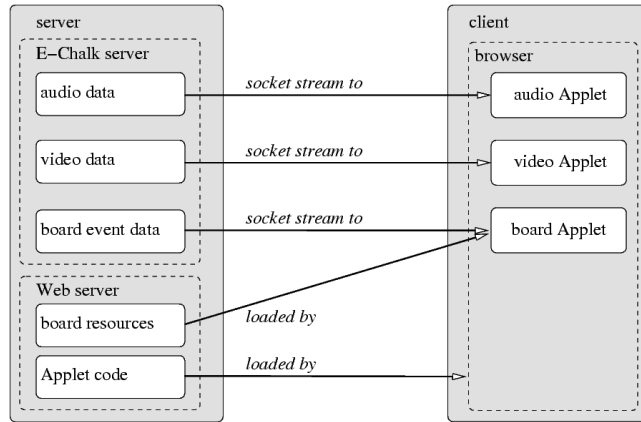 server
client
E−Chalk server
browser
audio data
socket stream to
audio Applet
video data
socket stream to
video Applet
board event data
socket stream to
board Applet
Web server
board resources
loaded by
Applet code
loaded by